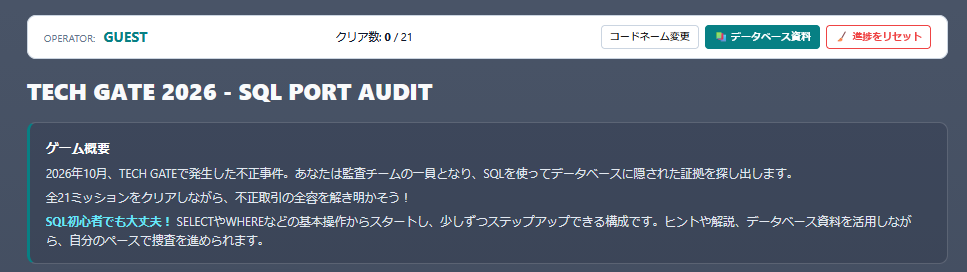 OPERATOR: GUEST クリア数: 0 / 21 コードネーム変更 データベース資料 進捗をリセット
TECH GATE 2026 - SQL PORT AUDIT
ゲーム概要
2026年10月、TECH GATEで発生した不正事件。あなたは監査チームの一員となり、SQLを使ってデータベースに隠された証拠を探し出します。
全21ミッションをクリアしながら、不正取引の全容を解き明かそう！
SQL初心者でも大丈夫！ SELECTやWHEREなどの基本操作からスタートし、少しずつステップアップできる構成です。ヒントや解説、データベース資料を活用しなが
ら、自分のペースで捜査を進められます。